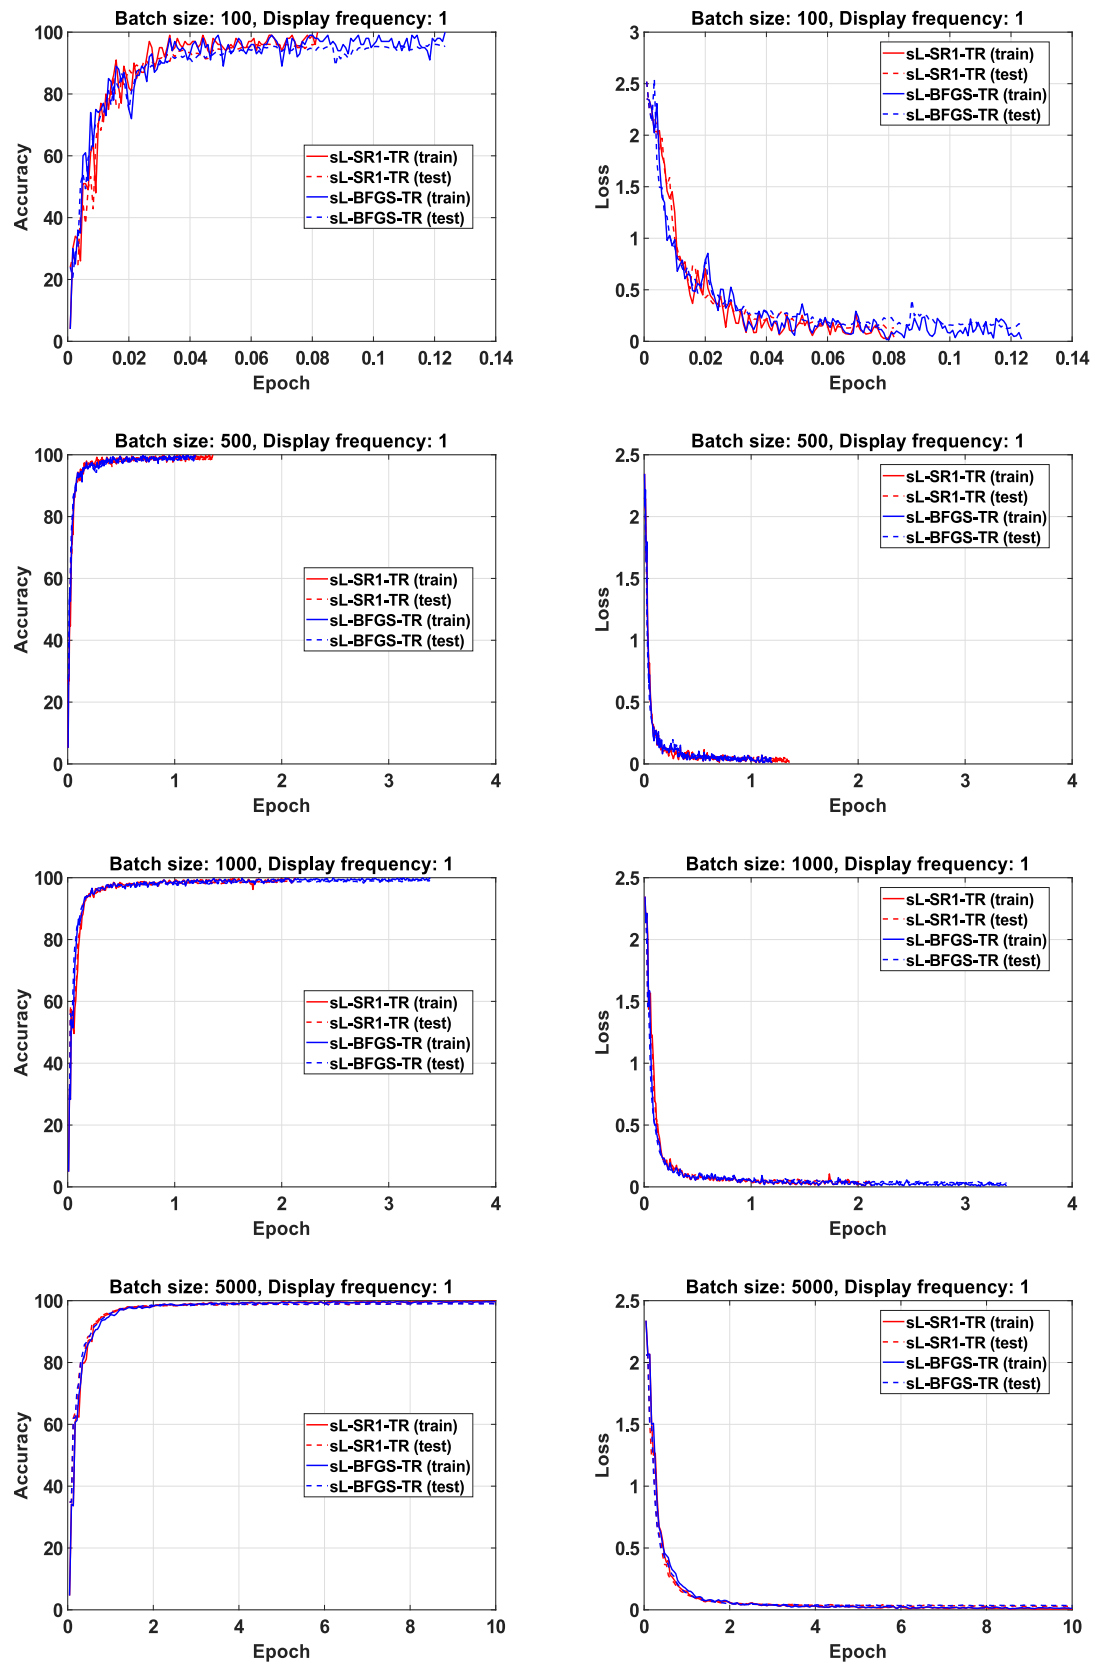 Batch size: 100, Display frequency: 1
100
80
60
40
20
0
Accuracy
sL-SR1-TR (train)
sL-SR1-TR (test)
sL-BFGS-TR (train)
sL-BFGS-TR (test)
0 0.02 0.04 0.06 0.08 0.1 0.12 0.14
Epoch
Batch size: 100, Display frequency: 1
3
2.5
2
1.5
1
0.5
0
Loss
sL-SR1-TR (train)
sL-SR1-TR (test)
sL-BFGS-TR (train)
sL-BFGS-TR (test)
0 0.02 0.04 0.06 0.08 0.1 0.12 0.14
Epoch
Batch size: 500, Display frequency: 1
100
80
60
40
20
0
Accuracy
sL-SR1-TR (train)
sL-SR1-TR (test)
sL-BFGS-TR (train)
sL-BFGS-TR (test)
0 1 2 3 4
Epoch
Batch size: 500, Display frequency: 1
2.5
2
1.5
1
0.5
0
Loss
sL-SR1-TR (train)
sL-SR1-TR (test)
sL-BFGS-TR (train)
sL-BFGS-TR (test)
0 1 2 3 4
Epoch
Batch size: 1000, Display frequency: 1
100
80
60
40
20
0
Accuracy
sL-SR1-TR (train)
sL-SR1-TR (test)
sL-BFGS-TR (train)
sL-BFGS-TR (test)
0 1 2 3 4
Epoch
Batch size: 1000, Display frequency: 1
2.5
2
1.5
1
0.5
0
Loss
sL-SR1-TR (train)
sL-SR1-TR (test)
sL-BFGS-TR (train)
sL-BFGS-TR (test)
0 1 2 3 4
Epoch
Batch size: 5000, Display frequency: 1
100
80
60
40
20
0
Accuracy
sL-SR1-TR (train)
sL-SR1-TR (test)
sL-BFGS-TR (train)
sL-BFGS-TR (test)
0 2 4 6 8 10
Epoch
Batch size: 5000, Display frequency: 1
2.5
2
1.5
1
0.5
0
Loss
sL-SR1-TR (train)
sL-SR1-TR (test)
sL-BFGS-TR (train)
sL-BFGS-TR (test)
0 2 4 6 8 10
Epoch